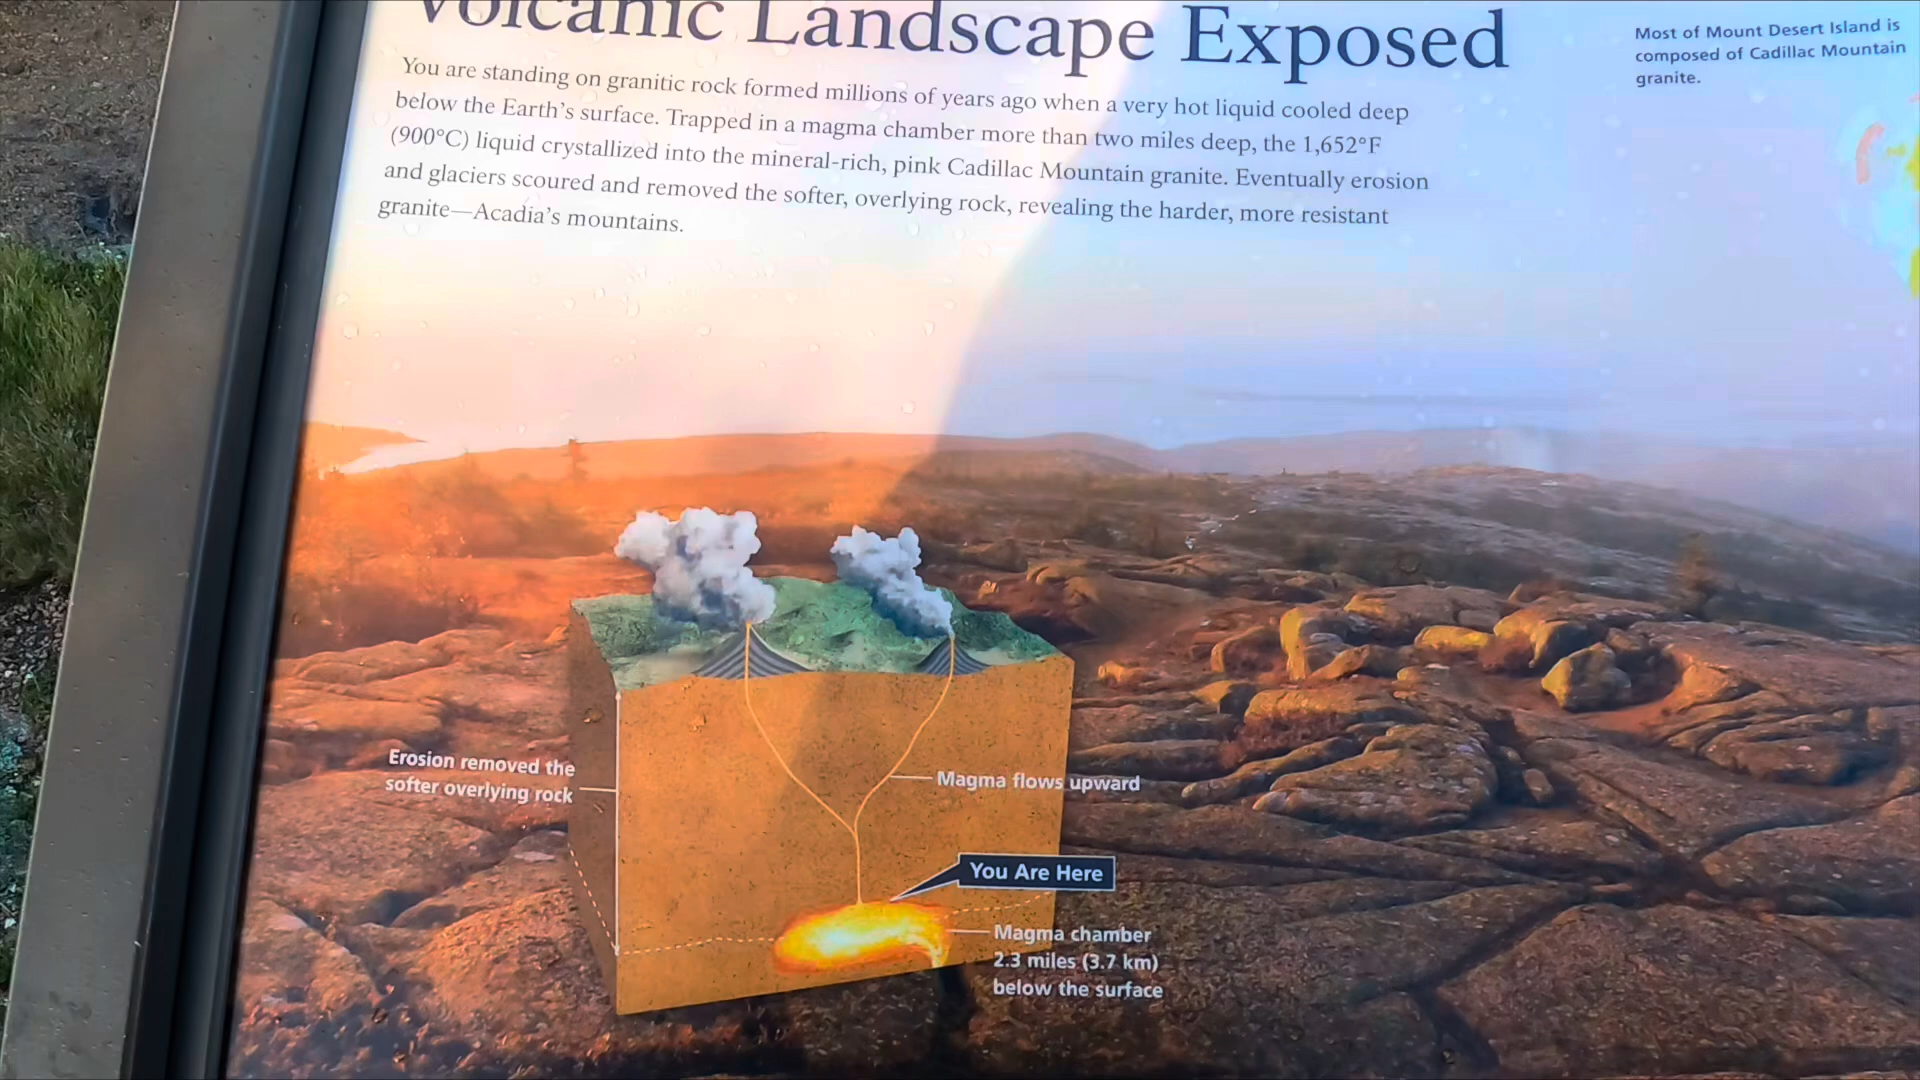 Volcanic Landscape Exposed
You are standing on granitic rock formed millions of years ago when a very hot liquid cooled deep
below the Earth's surface. Trapped in a magma chamber more than two miles deep, the 1,652°F
(900°C) liquid crystallized into the mineral-rich, pink Cadillac Mountain granite. Eventually erosion
and glaciers scoured and removed the softer, overlying rock, revealing the harder, more resistant
granite—Acadia's mountains.
Most of Mount Desert Island is
composed of Cadillac Mountain
granite.
Erosion removed the
softer overlying rock
Magma flows upward
You Are Here
Magma chamber
2.3 miles (3.7 km)
below the surface